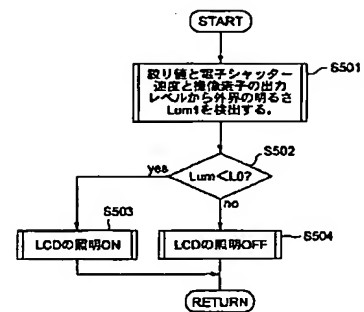 START
S501
絞り値と電子シャッター
速度と撮像素子の出力
レベルから外界の明るさ
Lum1を検出する。
S502
Lum<L0?
yes
no
S503
LCDの照明ON
S504
LCDの照明OFF
RETURN